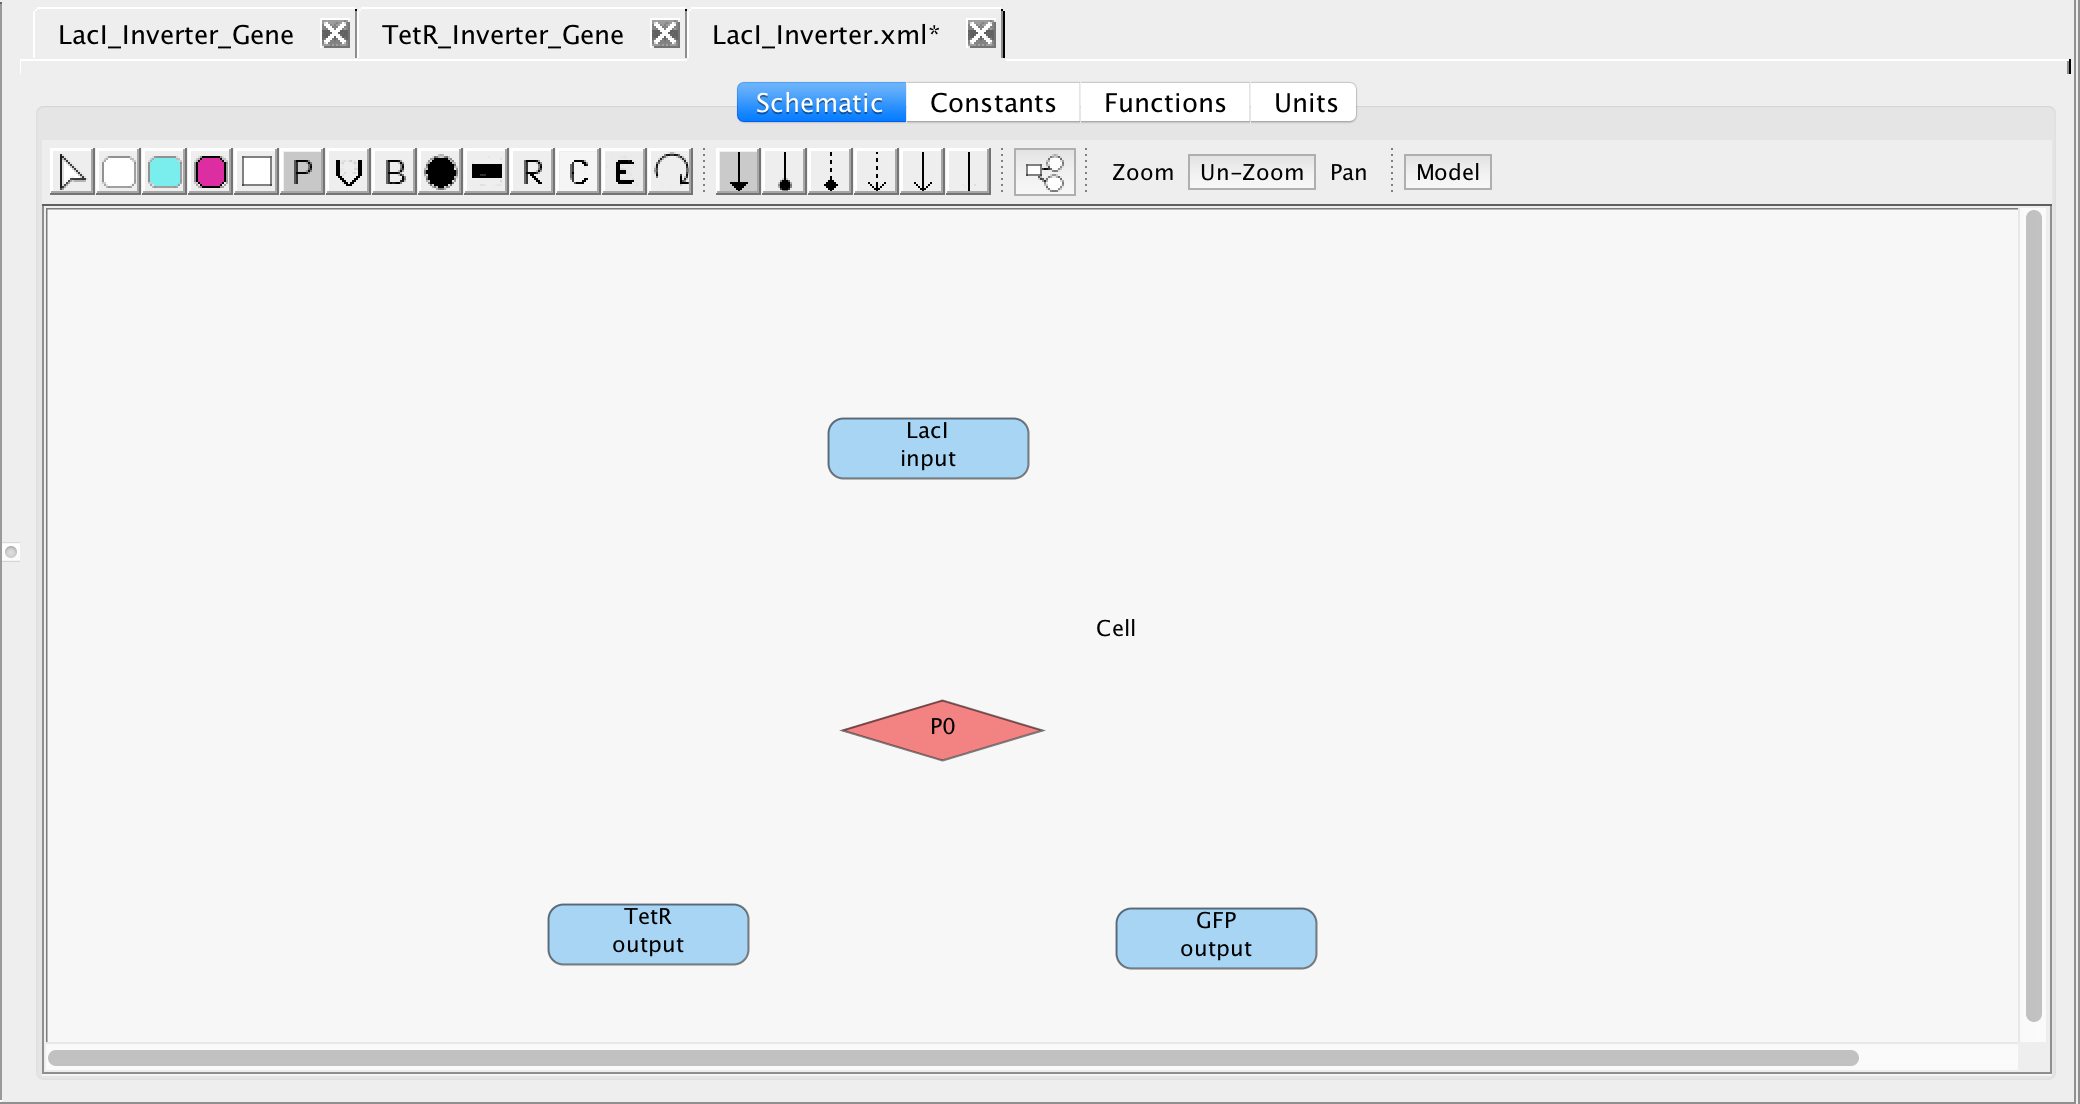 LacI_Inverter_Gene TetR_Inverter_Gene LacI_Inverter.xml*
Schematic Constants Functions Units
P V B R C E Zoom Un-Zoom Pan Model
LacI
input
Cell
P0
TetR
output
GFP
output